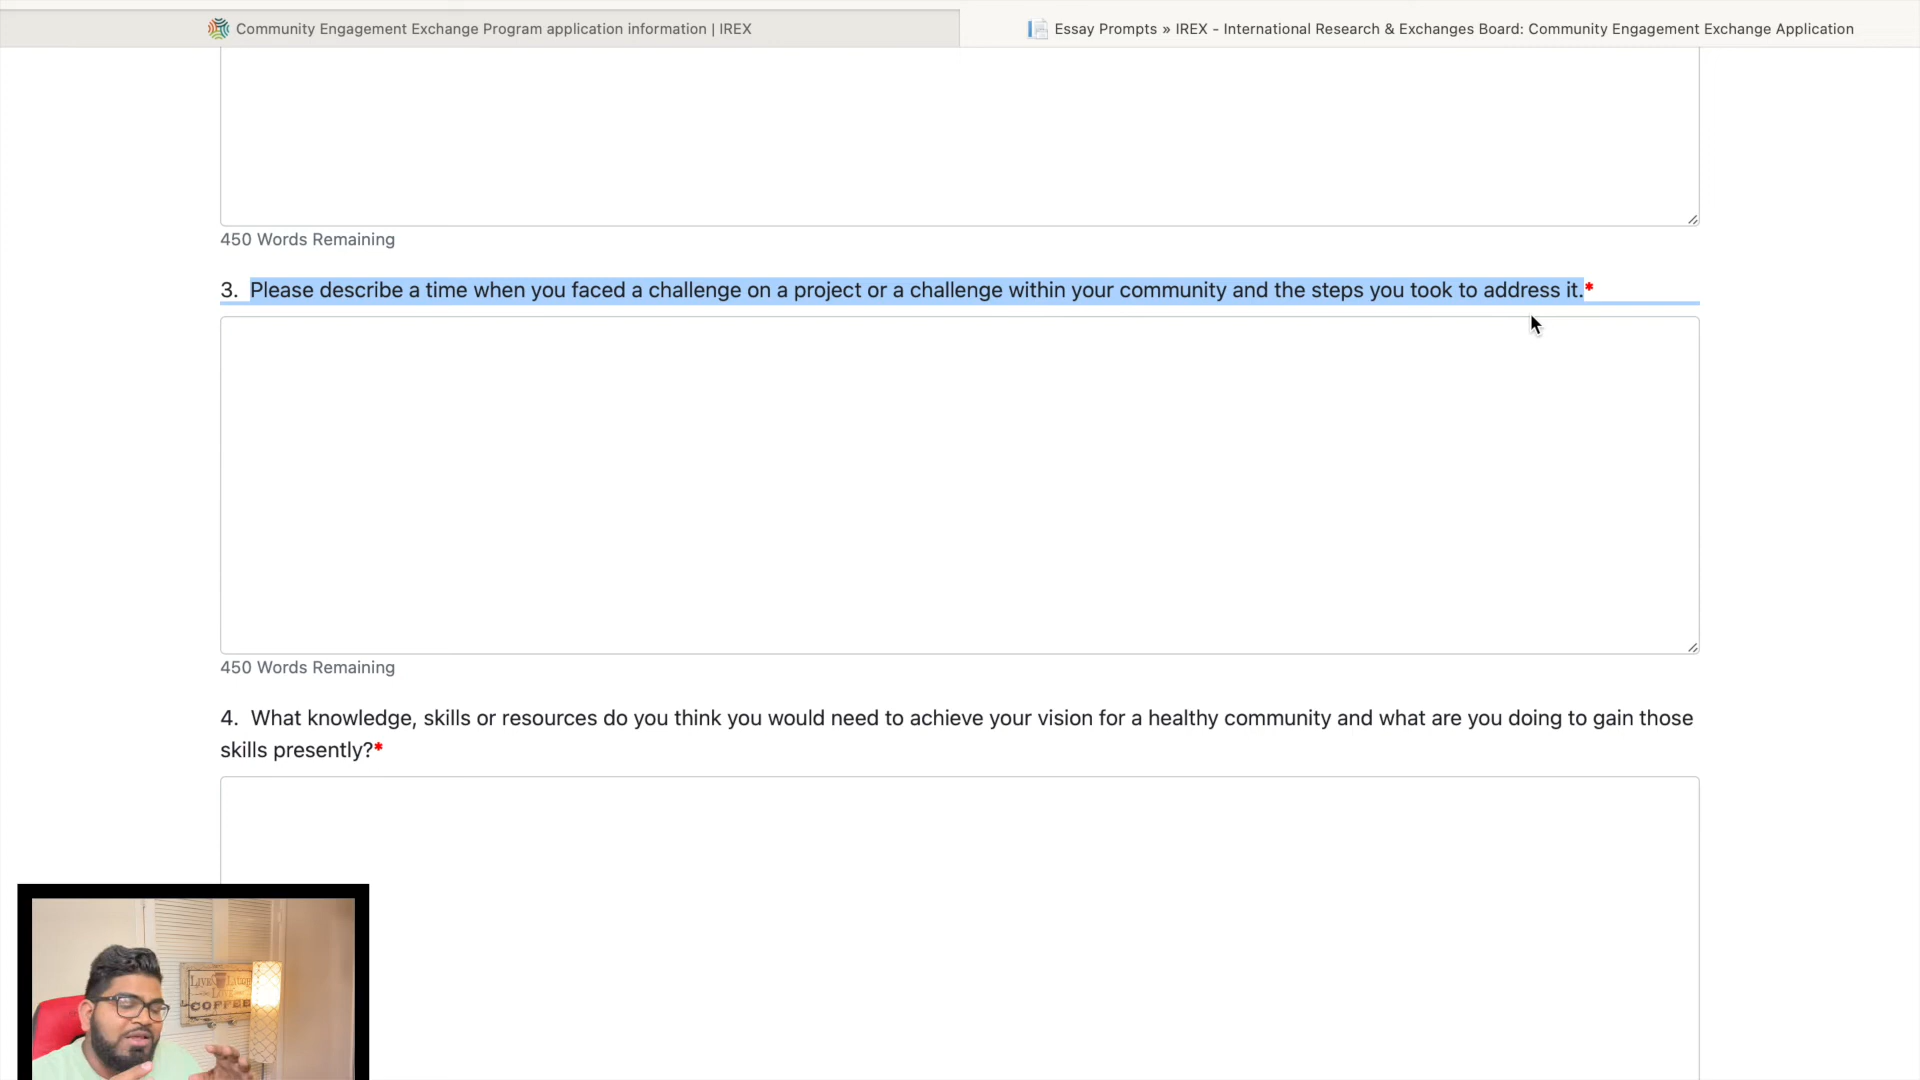 Community Engagement Exchange Program application information | IREX
Essay Prompts » IREX - International Research & Exchanges Board: Community Engagement Exchange Application
450 Words Remaining
3. Please describe a time when you faced a challenge on a project or a challenge within your community and the steps you took to address it.*
450 Words Remaining
4. What knowledge, skills or resources do you think you would need to achieve your vision for a healthy community and what are you doing to gain those
skills presently?*
COFFEE